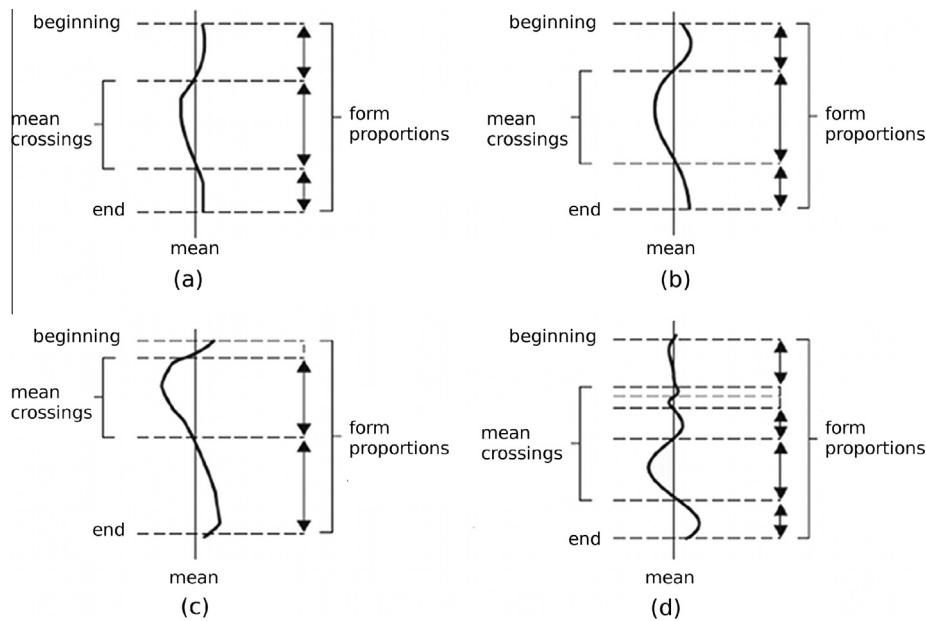 beginning
mean
crossings
form
proportions
end
mean
(a)
beginning
mean
crossings
form
proportions
end
mean
(b)
beginning
mean
crossings
form
proportions
end
mean
(c)
beginning
mean
crossings
form
proportions
end
mean
(d)